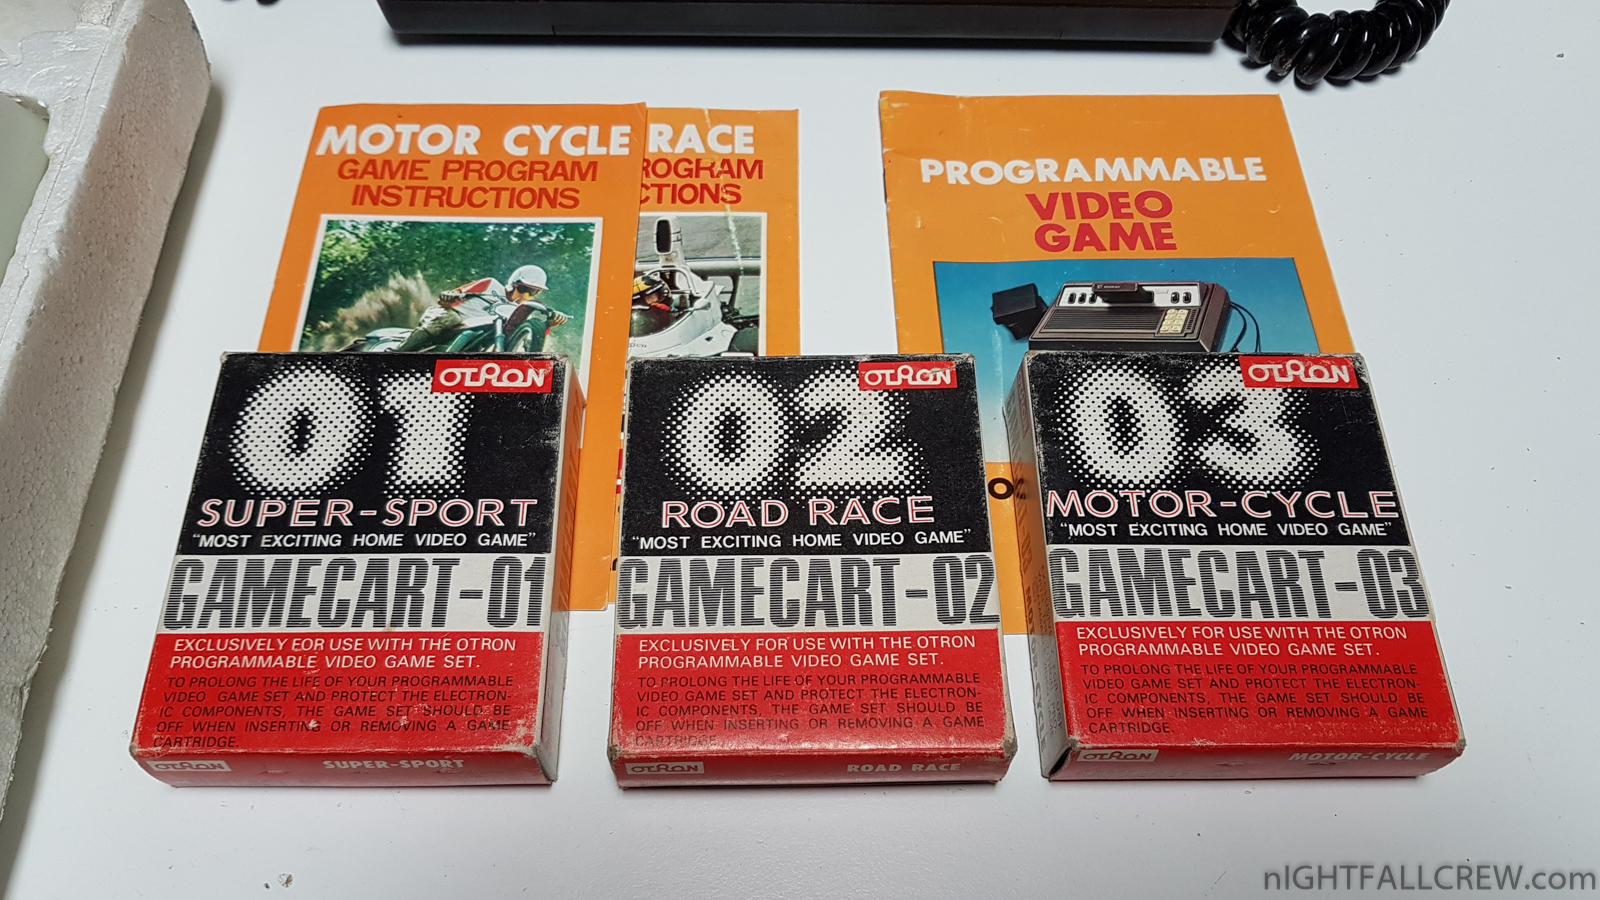 MOTOR CYCLE
GAME PROGRAM
INSTRUCTIONS
RACE
ROGRAM
CTIONS
PROGRAMMABLE
VIDEO
GAME
01
OTRON
SUPER-SPORT
"MOST EXCITING HOME VIDEO GAME"
GAMECART-01
EXCLUSIVELY FOR USE WITH THE OTRON
PROGRAMMABLE VIDEO GAME SET.
TO PROLONG THE LIFE OF YOUR PROGRAMMABLE
VIDEO GAME SET AND PROTECT THE ELECTRON-
IC COMPONENTS, THE GAME SET SHOULD BE
OFF WHEN INSERTING OR REMOVING A GAME
CARTRIDGE.
OTRON SUPER-SPORT
02
OTRON
ROAD RACE
"MOST EXCITING HOME VIDEO GAME"
GAMECART-02
EXCLUSIVELY FOR USE WITH THE OTRON
PROGRAMMABLE VIDEO GAME SET.
TO PROLONG THE LIFE OF YOUR PROGRAMMABLE
VIDEO GAME SET AND PROTECT THE ELECTRON-
IC COMPONENTS, THE GAME SET SHOULD BE
OFF WHEN INSERTING OR REMOVING A GAME
CARTRIDGE.
OTRON ROAD RACE
03
OTRON
MOTOR-CYCLE
"MOST EXCITING HOME VIDEO GAME"
GAMECART-03
EXCLUSIVELY FOR USE WITH THE OTRON
PROGRAMMABLE VIDEO GAME SET.
TO PROLONG THE LIFE OF YOUR PROGRAMMABLE
VIDEO GAME SET AND PROTECT THE ELECTRON-
IC COMPONENTS, THE GAME SET SHOULD BE
OFF WHEN INSERTING OR REMOVING A GAME
CARTRIDGE.
OTRON MOTOR-CYCLE
nIGHTFALLCREW.com